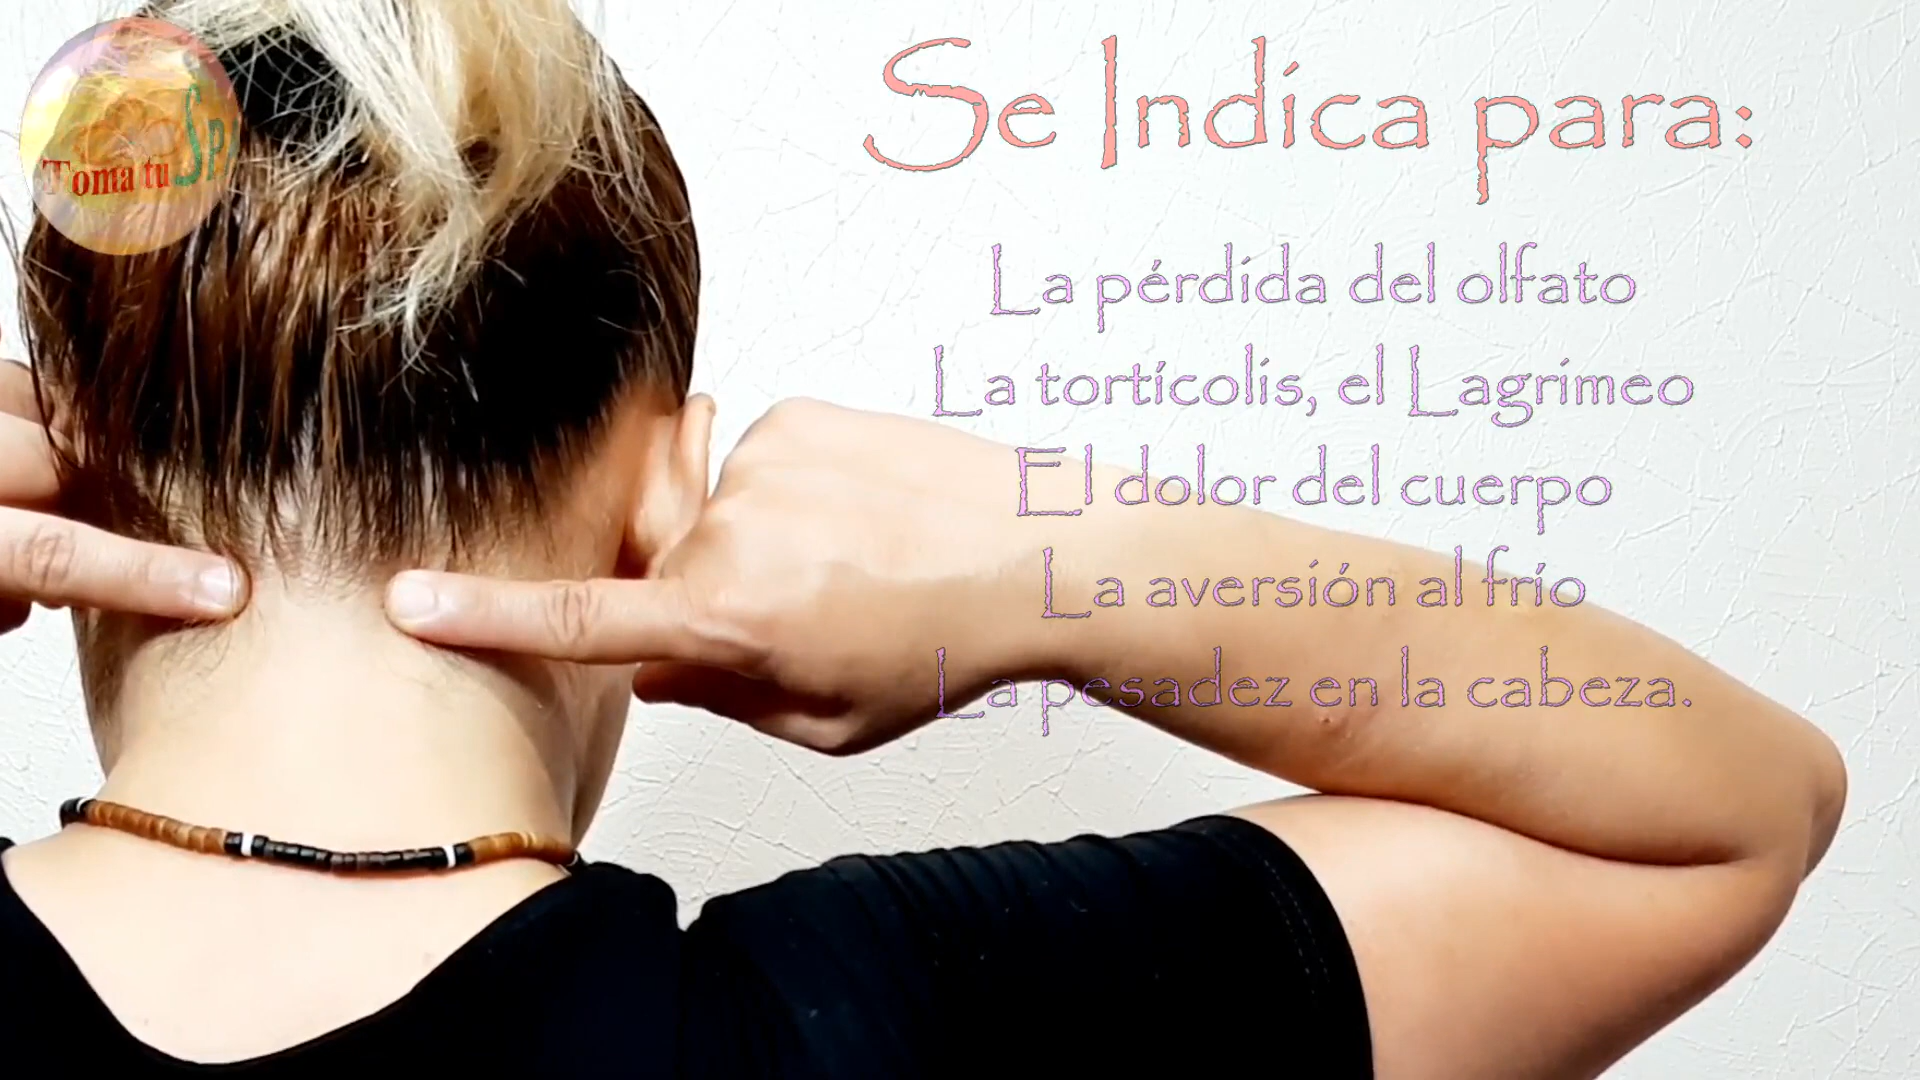 Toma tu Spa
Se Indica para:
La pérdida del olfato
La tortícolis, el Lagrimeo
El dolor del cuerpo
La aversión al frío
La pesadez en la cabeza.